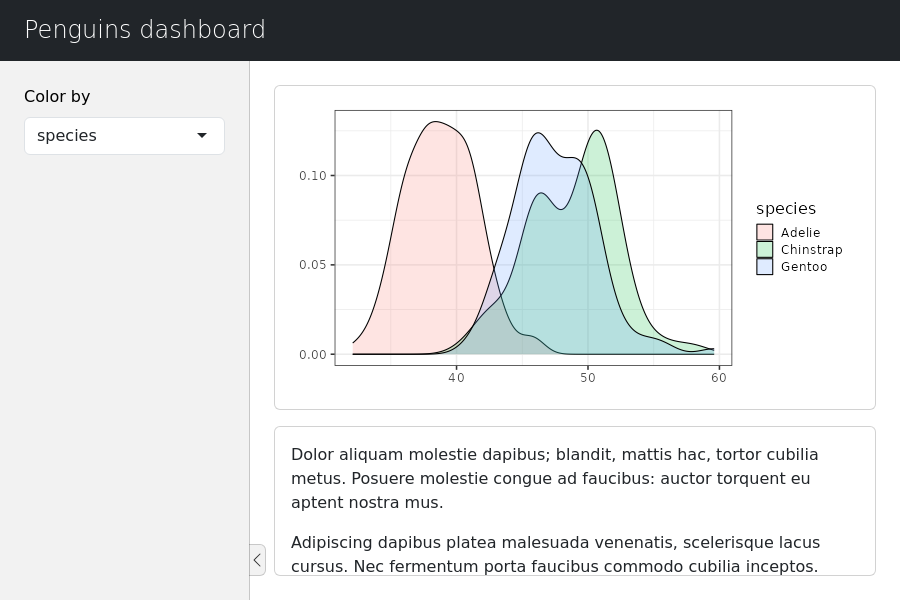 Penguins dashboard
Color by
species
0.10
0.05
0.00
40
50
60
species
Adelie
Chinstrap
Gentoo
Dolor aliquam molestie dapibus; blandit, mattis hac, tortor cubilia
metus. Posuere molestie congue ad faucibus: auctor torquent eu
aptent nostra mus.
Adipiscing dapibus platea malesuada venenatis, scelerisque lacus
cursus. Nec fermentum porta faucibus commodo cubilia inceptos.